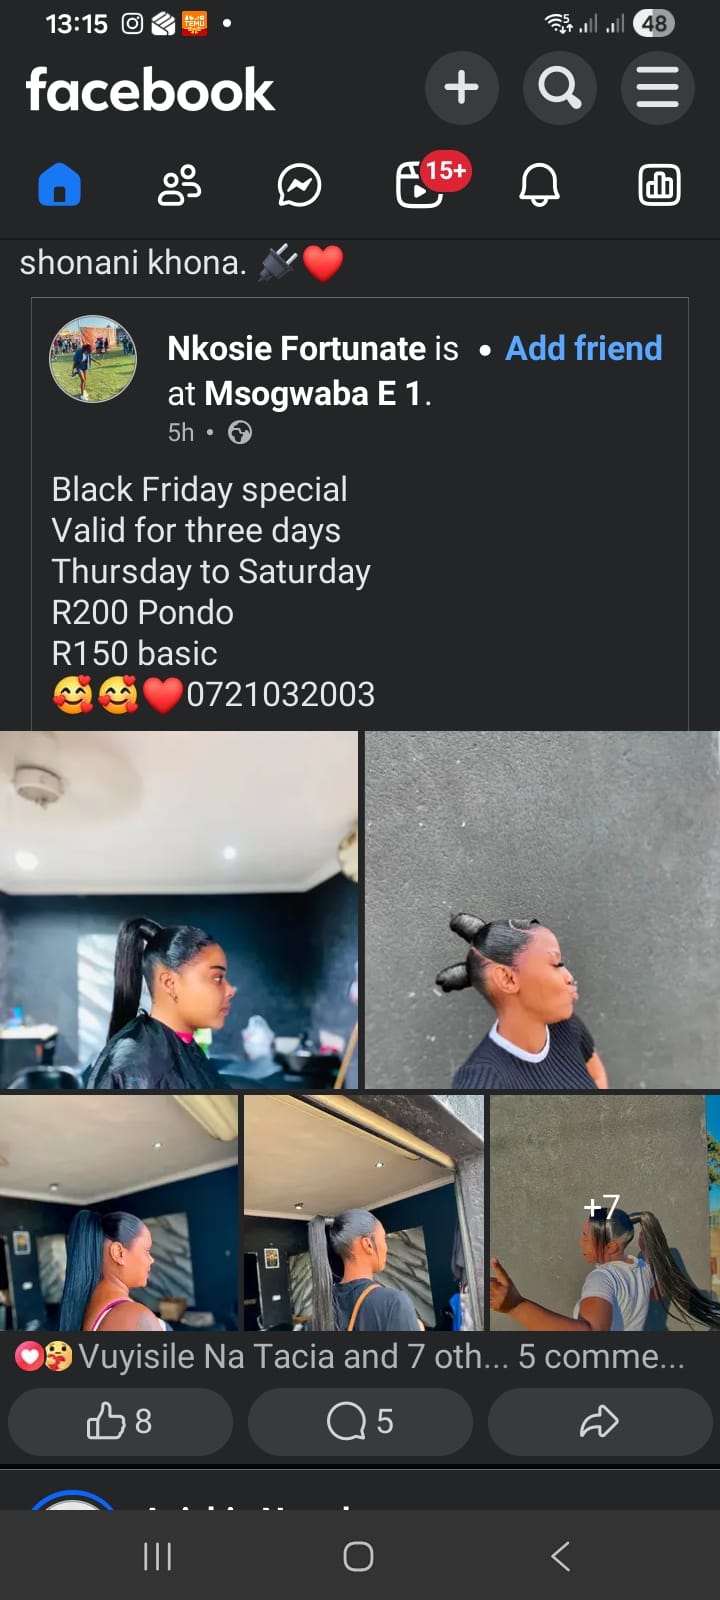 13:15
48
facebook
15+
shonani khona. 🔌❤️
Nkosie Fortunate is • Add friend
at Msogwaba E 1.
5h •
Black Friday special
Valid for three days
Thursday to Saturday
R200 Pondo
R150 basic
🥰🥰❤️0721032003
+7
Vuyisile Na Tacia and 7 oth... 5 comme...
8
5